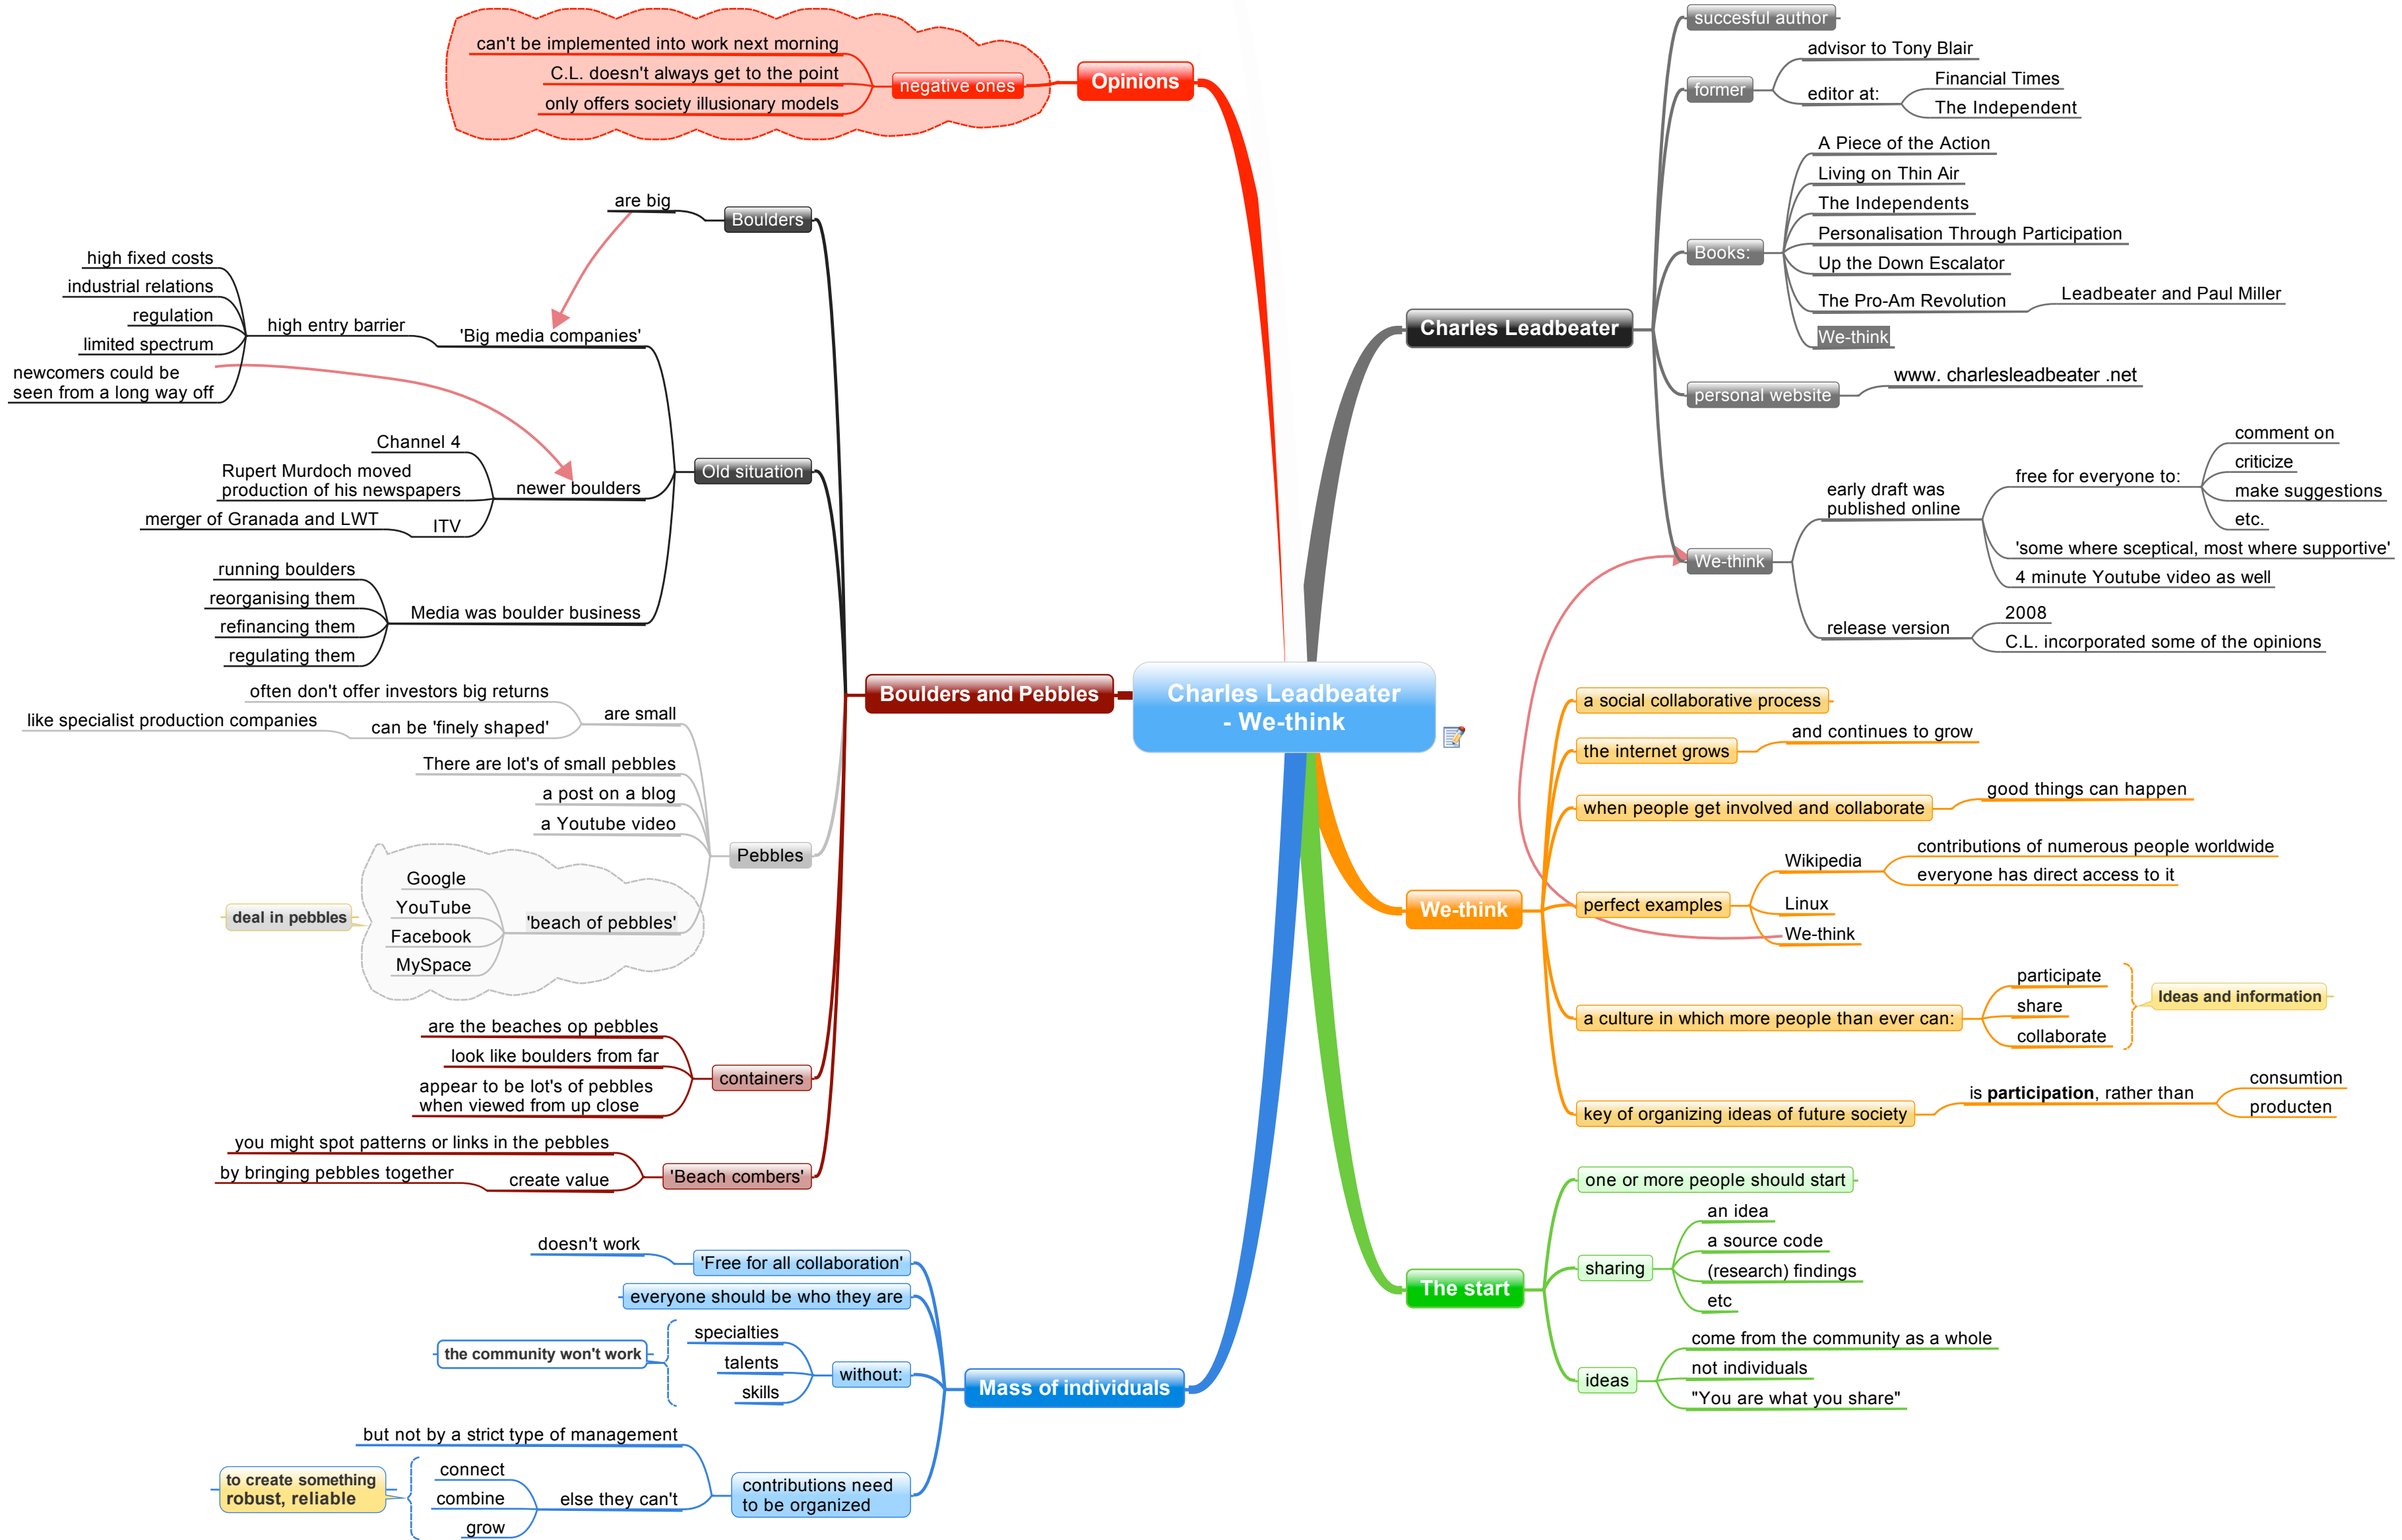 Charles Leadbeater
- We-think
Opinions
negative ones
can't be implemented into work next morning
C.L. doesn't always get to the point
only offers society illusionary models
Charles Leadbeater
succesful author
former
advisor to Tony Blair
editor at:
Financial Times
The Independent
Books:
A Piece of the Action
Living on Thin Air
The Independents
Personalisation Through Participation
Up the Down Escalator
The Pro-Am Revolution
Leadbeater and Paul Miller
We-think
personal website
www. charlesleadbeater .net
We-think
early draft was
published online
free for everyone to:
comment on
criticize
make suggestions
etc.
'some where sceptical, most where supportive'
4 minute Youtube video as well
release version
2008
C.L. incorporated some of the opinions
We-think
a social collaborative process
the internet grows
and continues to grow
when people get involved and collaborate
good things can happen
perfect examples
Wikipedia
contributions of numerous people worldwide
everyone has direct access to it
Linux
We-think
a culture in which more people than ever can:
participate
share
collaborate
Ideas and information
key of organizing ideas of future society
is participation, rather than
consumtion
producten
The start
one or more people should start
sharing
an idea
a source code
(research) findings
etc
ideas
come from the community as a whole
not individuals
"You are what you share"
Boulders and Pebbles
Boulders
are big
Old situation
'Big media companies'
high entry barrier
high fixed costs
industrial relations
regulation
limited spectrum
newcomers could be
seen from a long way off
newer boulders
Channel 4
Rupert Murdoch moved
production of his newspapers
ITV
merger of Granada and LWT
Media was boulder business
running boulders
reorganising them
refinancing them
regulating them
Pebbles
are small
often don't offer investors big returns
can be 'finely shaped'
like specialist production companies
There are lot's of small pebbles
a post on a blog
a Youtube video
'beach of pebbles'
Google
YouTube
Facebook
MySpace
deal in pebbles
containers
are the beaches op pebbles
look like boulders from far
appear to be lot's of pebbles
when viewed from up close
'Beach combers'
you might spot patterns or links in the pebbles
create value
by bringing pebbles together
Mass of individuals
'Free for all collaboration'
doesn't work
everyone should be who they are
without:
specialties
talents
skills
the community won't work
contributions need
to be organized
but not by a strict type of management
else they can't
connect
combine
grow
to create something
robust, reliable